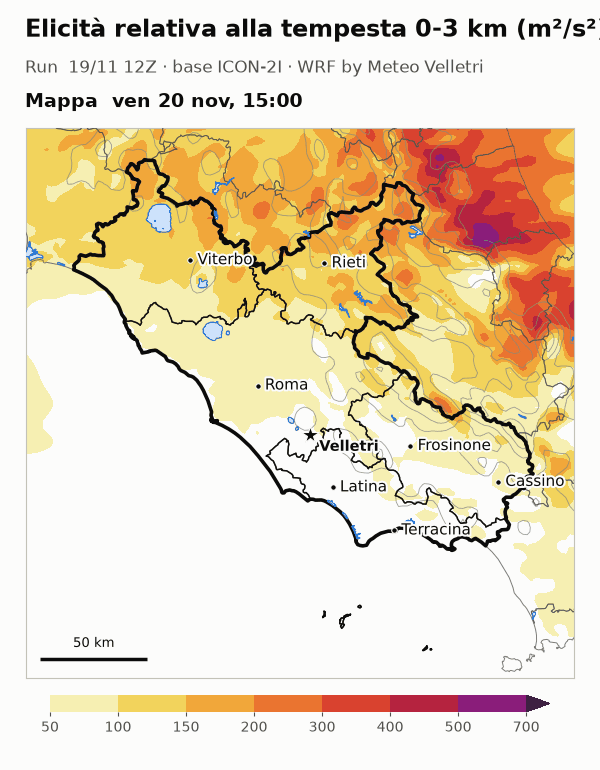 Elicità relativa alla tempesta 0-3 km (m²/s²)
Run  19/11 12Z · base ICON-2I · WRF by Meteo Velletri
Mappa  ven 20 nov, 15:00
Viterbo
Rieti
Roma
Velletri
Frosinone
Latina
Cassino
Terracina
50 km
50 100 150 200 300 400 500 700